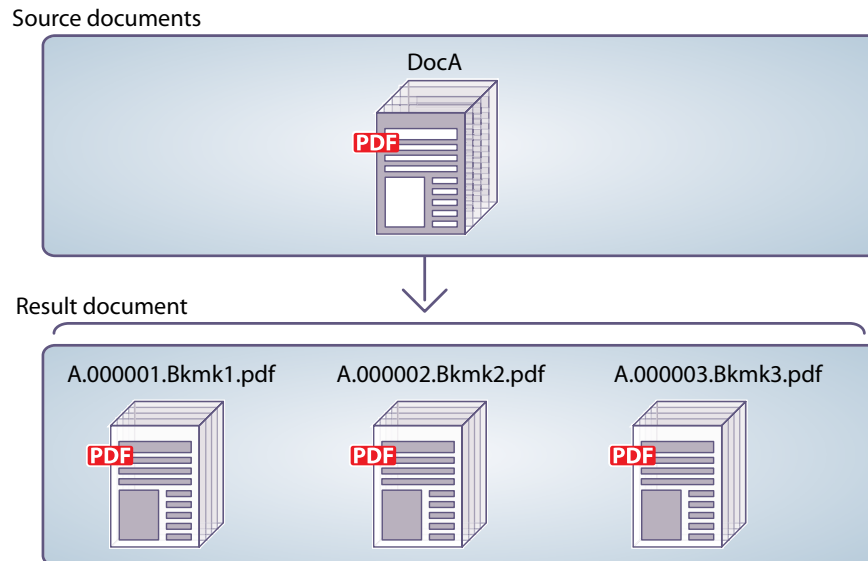 Source documents
DocA
PDF
Result document
A.000001.Bkmk1.pdf A.000002.Bkmk2.pdf A.000003.Bkmk3.pdf
PDF PDF PDF